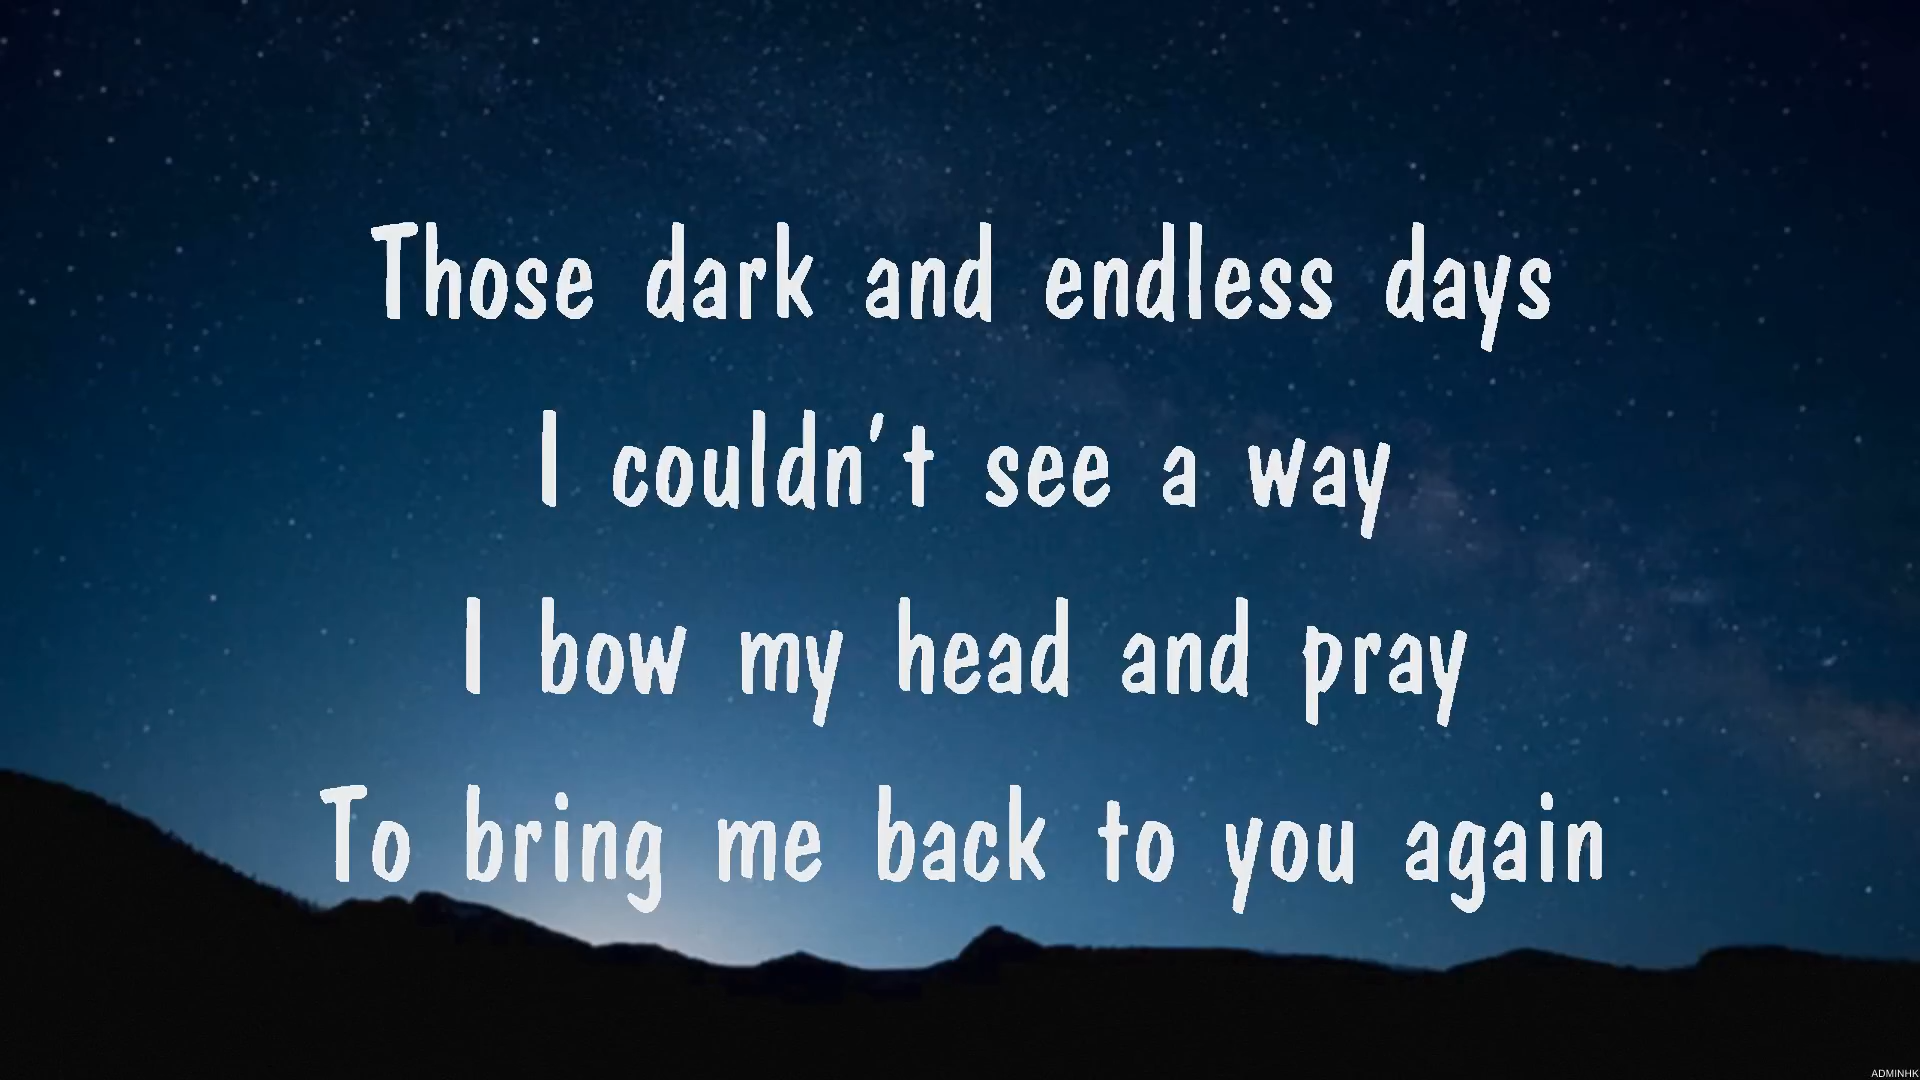 Those dark and endless days
I couldn't see a way
I bow my head and pray
To bring me back to you again
ADMINHK